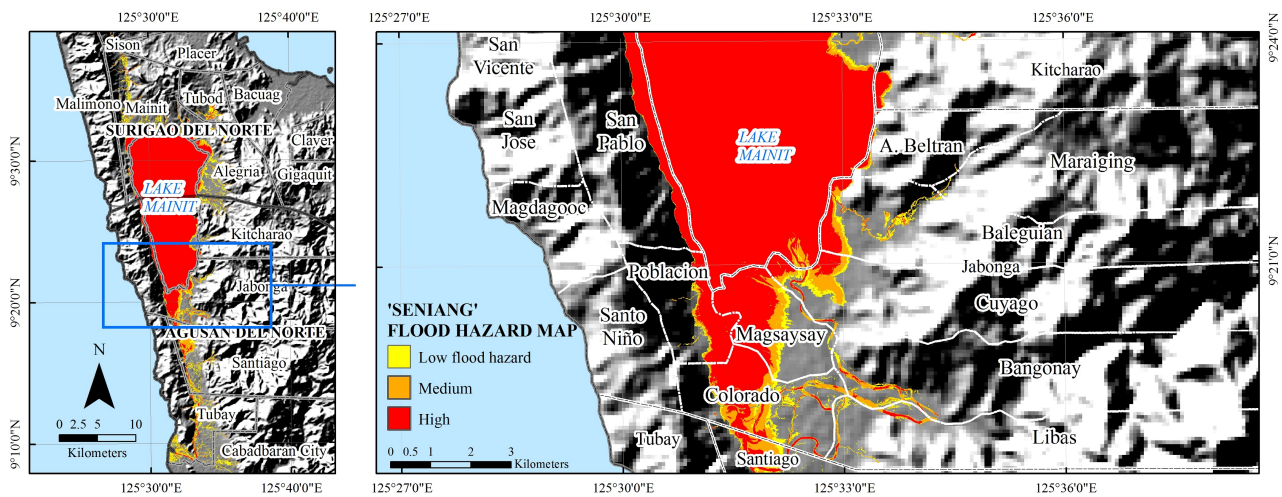 125°30'0"E
125°40'0"E
Sison
Placer
Malimono
Mainit
Tubod
Bacuag
SURIGAO DEL NORTE
Claver
Alegria
Gigaquit
LAKE
MAINIT
Kitcharao
Jabonga
AGUSAN DEL NORTE
Santiago
Tubay
Cabadbaran City
N
0 2.5 5 10
Kilometers
9°30'0"N
9°20'0"N
9°10'0"N
125°30'0"E
125°40'0"E
125°27'0"E
125°30'0"E
125°33'0"E
125°36'0"E
9°24'0"N
9°21'0"N
San
Vicente
Kitcharao
San
Jose
San
Pablo
LAKE
MAINIT
A. Beltran
Maraiging
Magdagooc
Baleguian
Poblacion
Jabonga
Cuyago
Santo
Niño
Magsaysay
Bangonay
Colorado
Libas
Tubay
Santiago
'SENIANG'
FLOOD HAZARD MAP
Low flood hazard
Medium
High
0 0.5 1 2 3
Kilometers
125°27'0"E
125°30'0"E
125°33'0"E
125°36'0"E